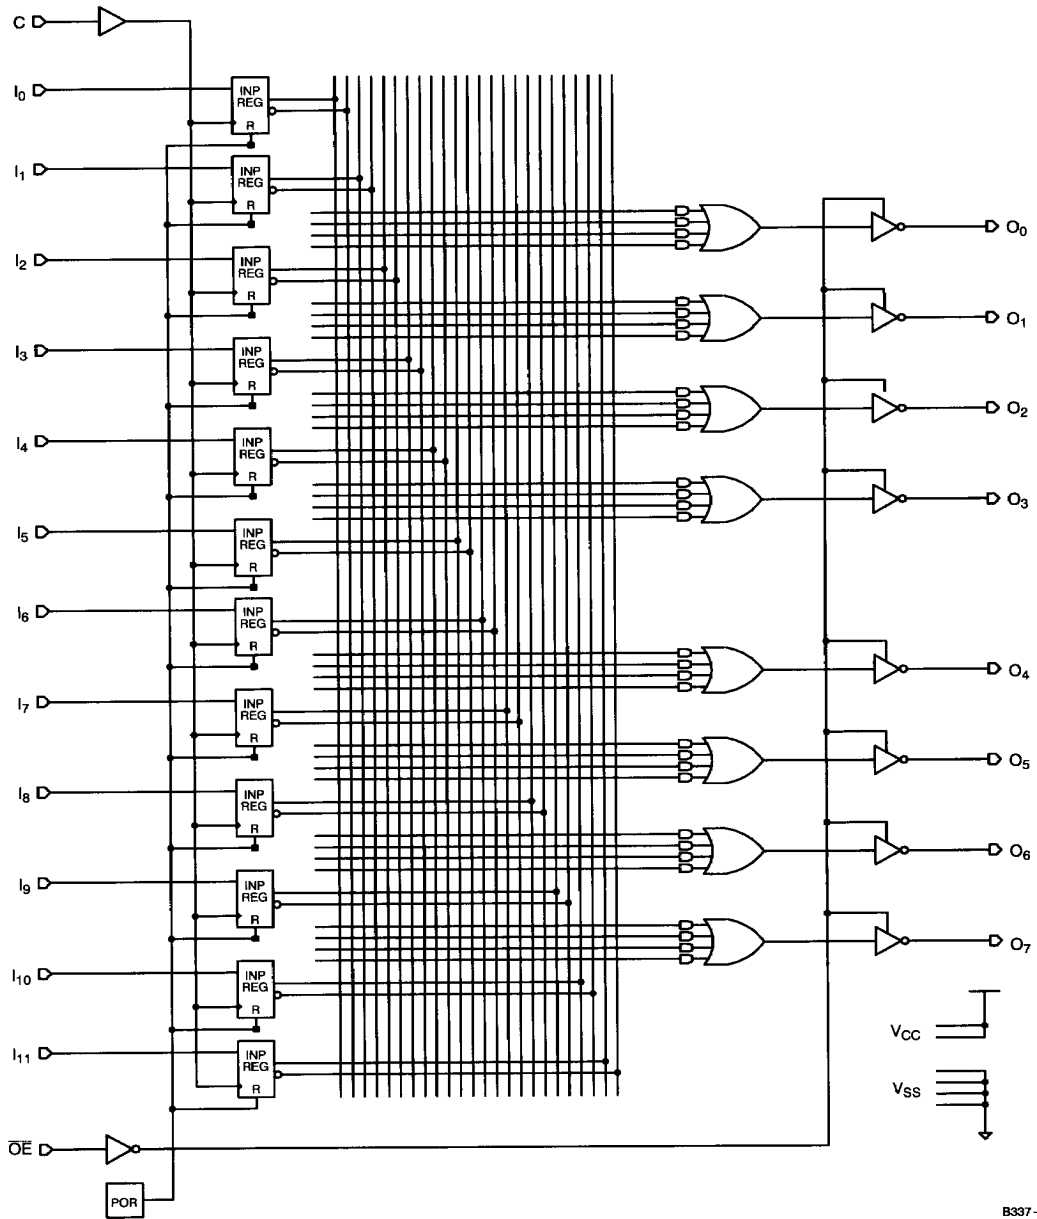 C
I0
INP
REG
R
I1
INP
REG
R
O0
I2
INP
REG
R
O1
I3
INP
REG
R
O2
I4
INP
REG
R
O3
I5
INP
REG
R
I6
INP
REG
R
O4
I7
INP
REG
R
O5
I8
INP
REG
R
O6
I9
INP
REG
R
O7
I10
INP
REG
R
VCC
I11
INP
REG
R
VSS
O̅E̅
POR
B337-